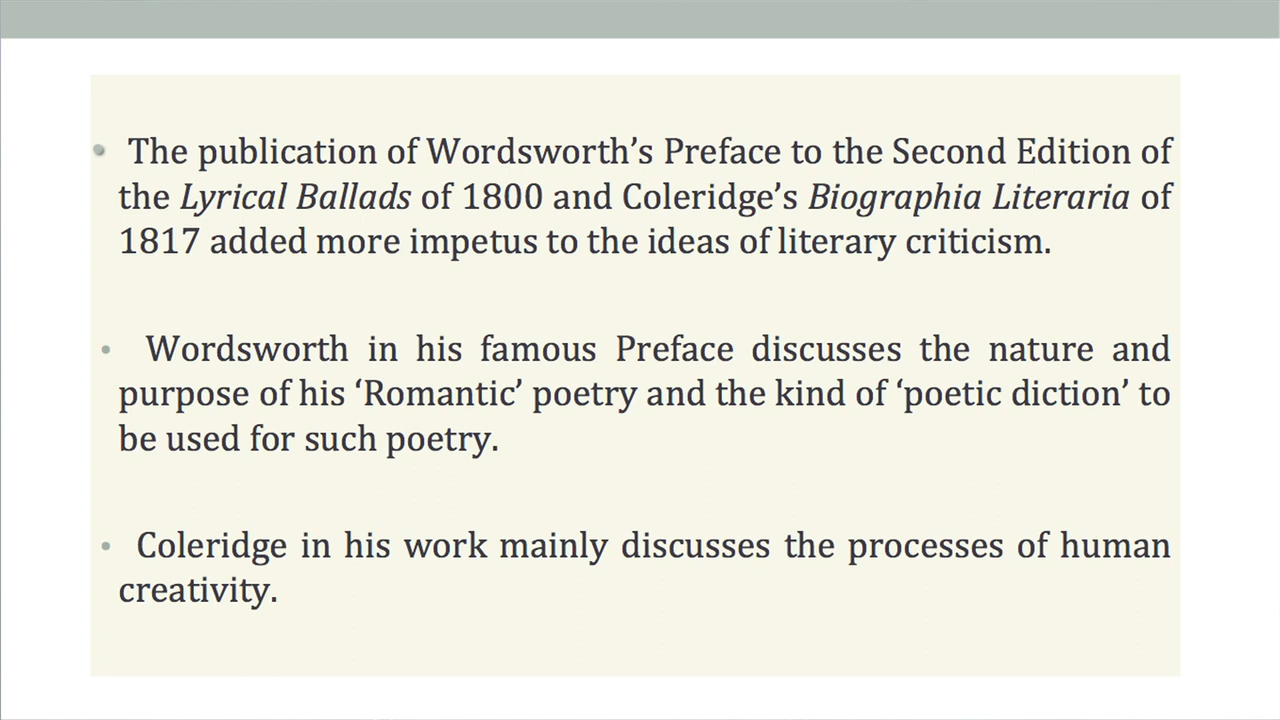 • The publication of Wordsworth’s Preface to the Second Edition of
the Lyrical Ballads of 1800 and Coleridge’s Biographia Literaria of
1817 added more impetus to the ideas of literary criticism.
• Wordsworth in his famous Preface discusses the nature and
purpose of his ‘Romantic’ poetry and the kind of ‘poetic diction’ to
be used for such poetry.
• Coleridge in his work mainly discusses the processes of human
creativity.